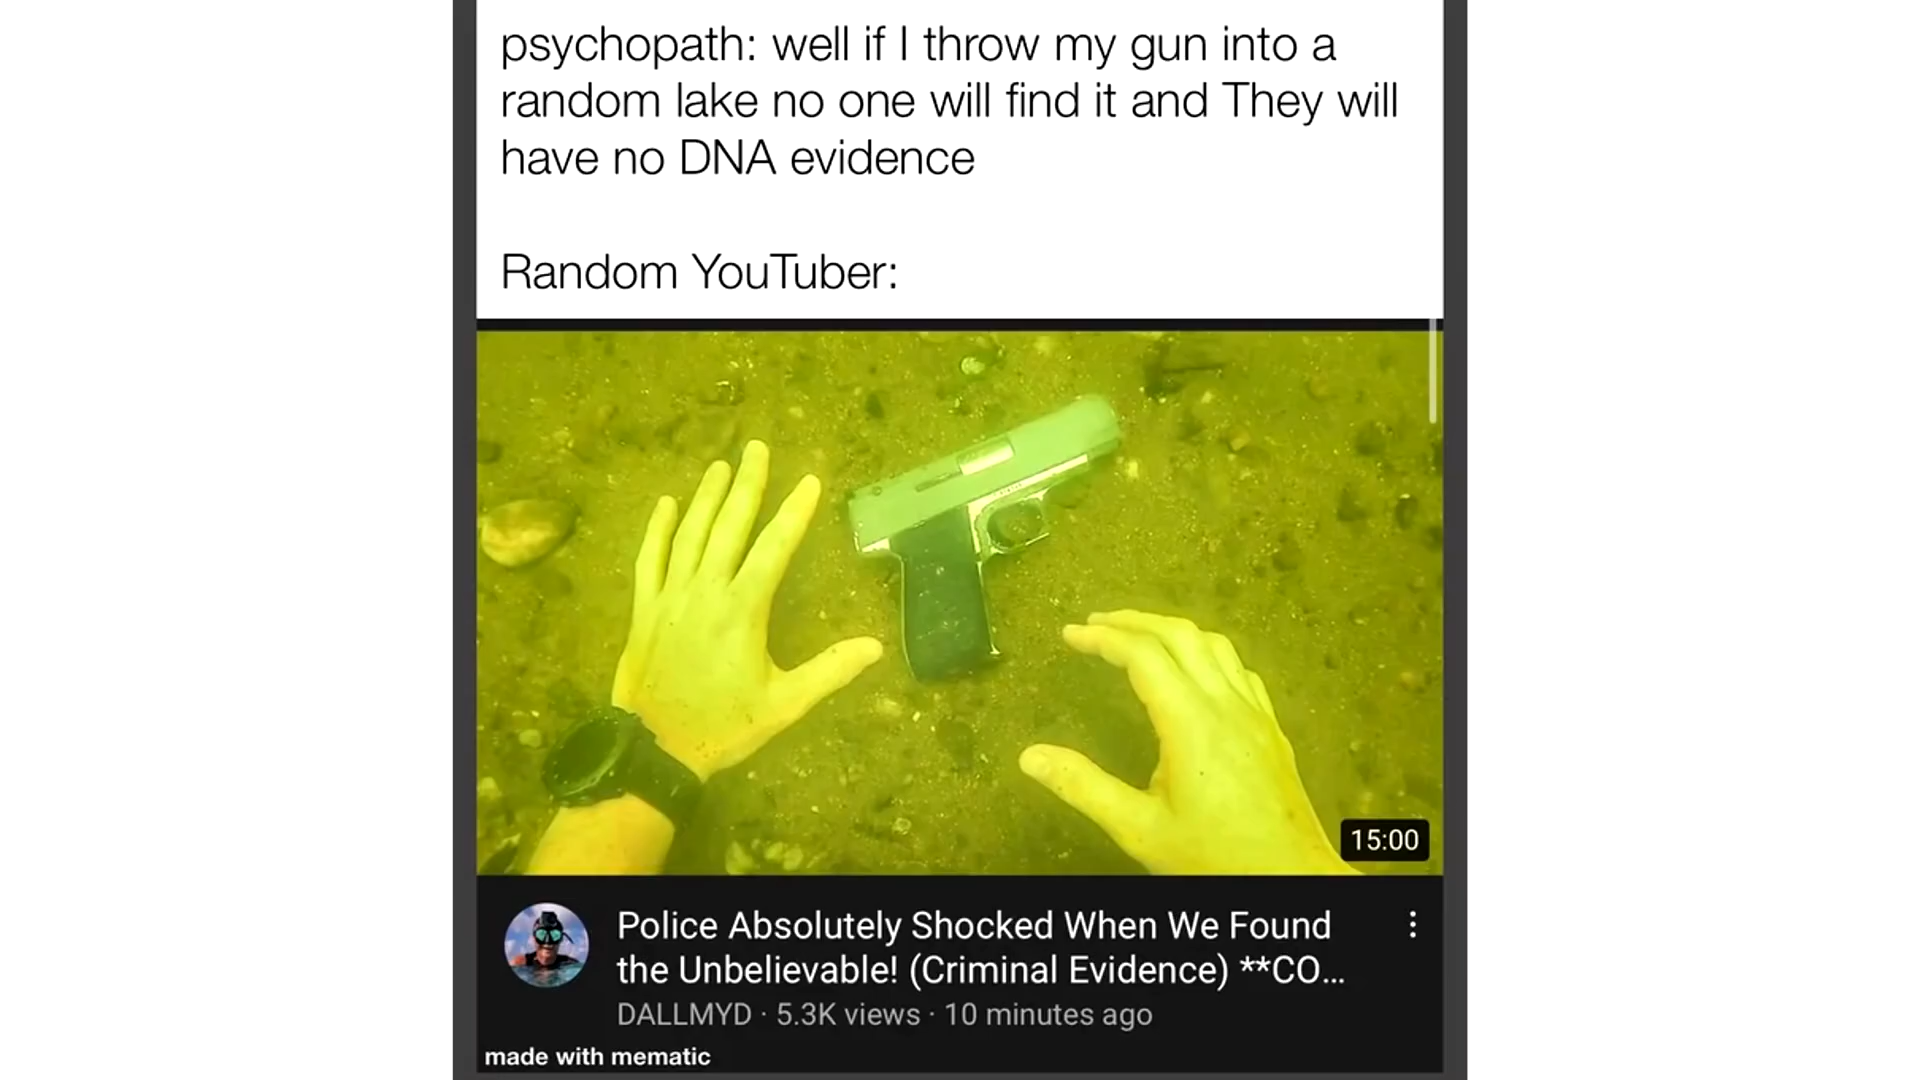 psychopath: well if I throw my gun into a
random lake no one will find it and They will
have no DNA evidence
Random YouTuber:
15:00
Police Absolutely Shocked When We Found
the Unbelievable! (Criminal Evidence) **CO...
DALLMYD · 5.3K views · 10 minutes ago
made with mematic